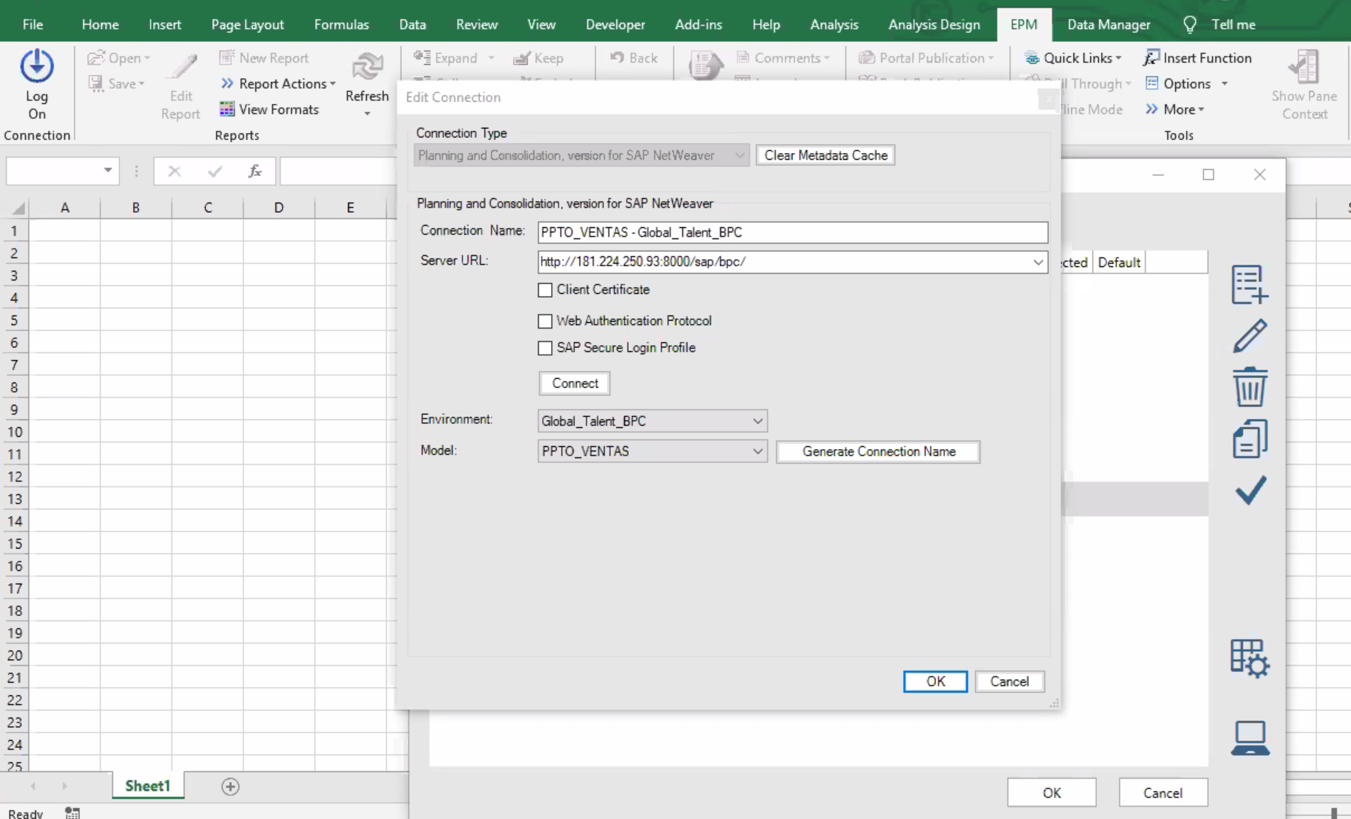 File Home Insert Page Layout Formulas Data Review View Developer Add-ins Help Analysis Analysis Design EPM Data Manager Tell me
Open New Report Expand Keep Back Comments Portal Publication Quick Links Insert Function
Save Report Actions Options
Log On Edit Report View Formats Refresh More Show Pane Context
Connection Reports Tools
Edit Connection
Connection Type
Planning and Consolidation, version for SAP NetWeaver Clear Metadata Cache
fx
Planning and Consolidation, version for SAP NetWeaver
A B C D E
Connection Name: PPTO_VENTAS - Global_Talent_BPC
Server URL: http://181.224.250.93:8000/sap/bpc/
Default
Client Certificate
Web Authentication Protocol
SAP Secure Login Profile
Connect
Environment: Global_Talent_BPC
Model: PPTO_VENTAS Generate Connection Name
1
2
3
4
5
6
7
8
9
10
11
12
13
14
15
16
17
18
19
20
21
22
23
24
25
OK Cancel
Sheet1
OK Cancel
Ready